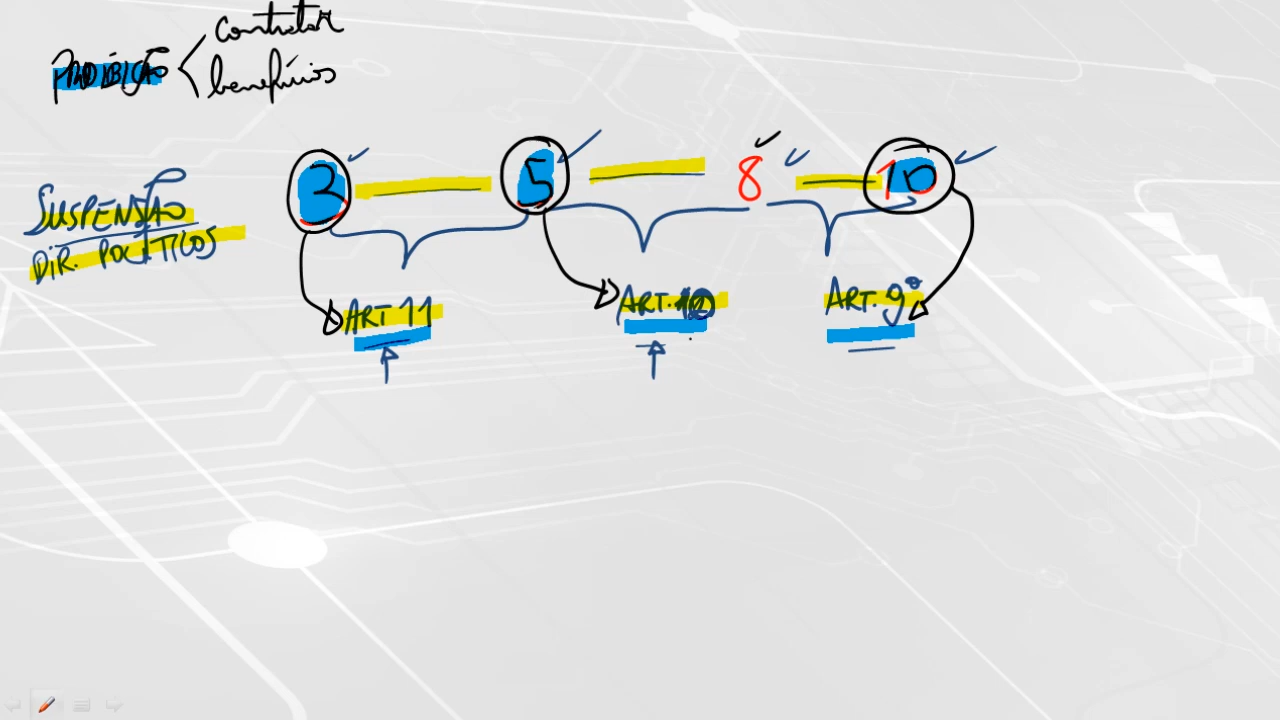 contratar
PROIBIÇÃO
benefícios
3 5 8 10
SUSPENSÃO
DIR. POLÍTICOS
ART 11 ART. 10 ART. 9º